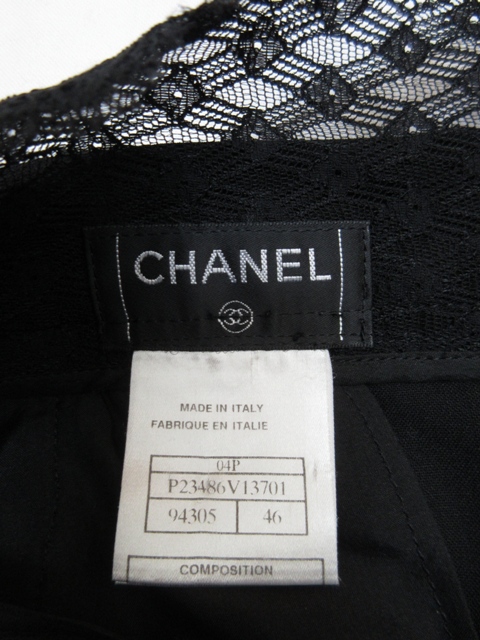 CHANEL
MADE IN ITALY
FABRIQUE EN ITALIE
04P
P23486V13701
94305 46
COMPOSITION